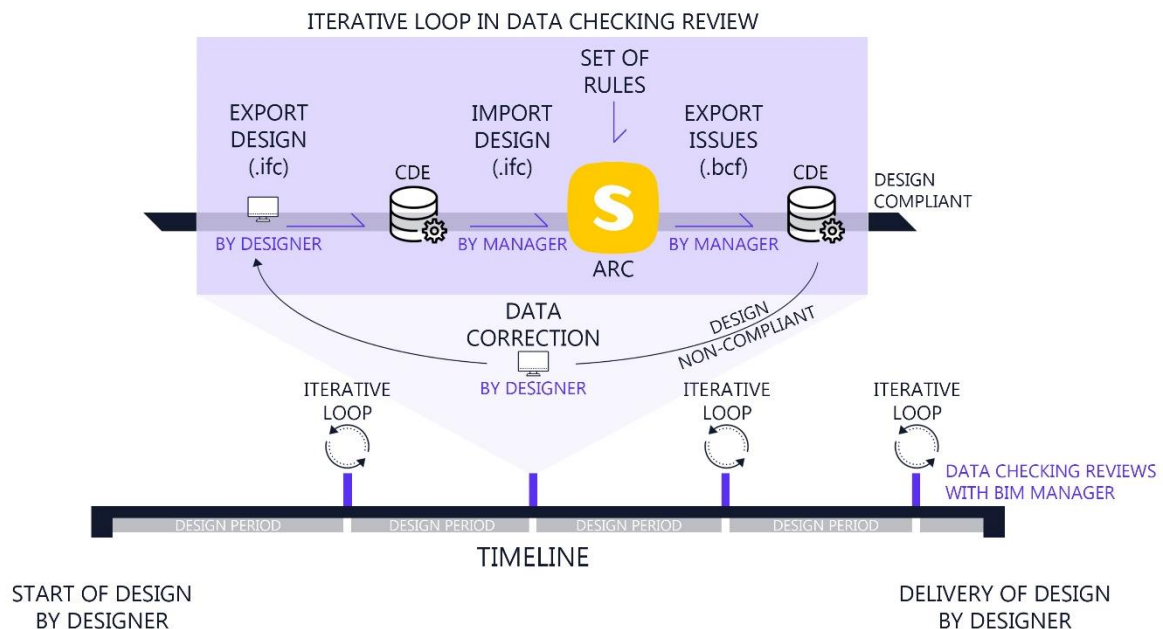 ITERATIVE LOOP IN DATA CHECKING REVIEW
SET OF
RULES
EXPORT
DESIGN
(.ifc)
IMPORT
DESIGN
(.ifc)
EXPORT
ISSUES
(.bcf)
CDE
CDE
DESIGN
COMPLIANT
S
BY DESIGNER
BY MANAGER
BY MANAGER
ARC
DATA
CORRECTION
BY DESIGNER
DESIGN
NON-COMPLIANT
ITERATIVE
LOOP
ITERATIVE
LOOP
ITERATIVE
LOOP
DATA CHECKING REVIEWS
WITH BIM MANAGER
DESIGN PERIOD
DESIGN PERIOD
DESIGN PERIOD
DESIGN PERIOD
TIMELINE
START OF DESIGN
BY DESIGNER
DELIVERY OF DESIGN
BY DESIGNER